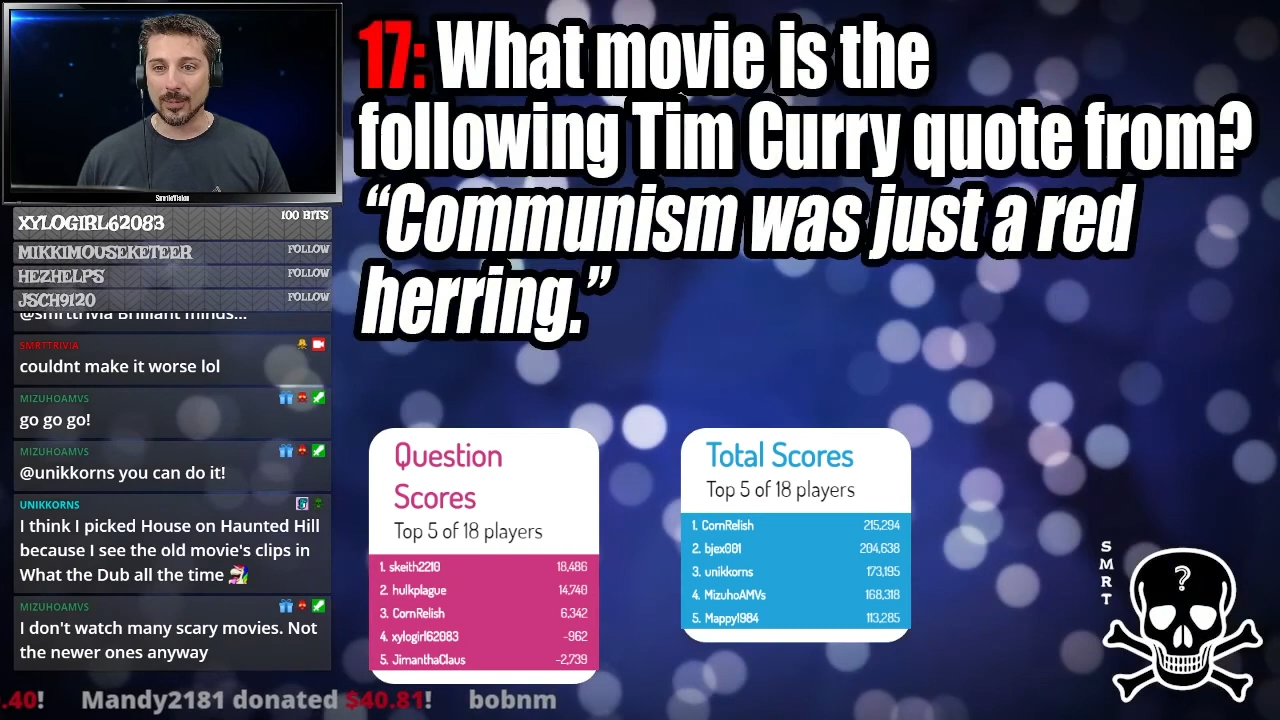 17: What movie is the
following Tim Curry quote from?
“Communism was just a red
herring.”
SmrttiVision
XYLOGIRL62083 100 BITS
MIKKIMOUSEKETEER FOLLOW
HEZHELPS FOLLOW
JSCH9120 FOLLOW
@smrttrivia Brilliant minds...
SMRTTRIVIA
couldnt make it worse lol
MIZUHOAMVS
go go go!
MIZUHOAMVS
@unikkorns you can do it!
UNIKKORNS
I think I picked House on Haunted Hill
because I see the old movie's clips in
What the Dub all the time
MIZUHOAMVS
I don't watch many scary movies. Not
the newer ones anyway
Question
Scores
Top 5 of 18 players
1. skeith2210 18,486
2. hulkplague 14,740
3. CornRelish 6,342
4. xylogirl62083 -962
5. JimanthaClaus -2,739
Total Scores
Top 5 of 18 players
1. CornRelish 215,294
2. bjex001 204,638
3. unikkorns 173,195
4. MizuhoAMVs 168,318
5. Mappy1984 113,285
SMRT
?
.40! Mandy2181 donated $40.81! bobnm